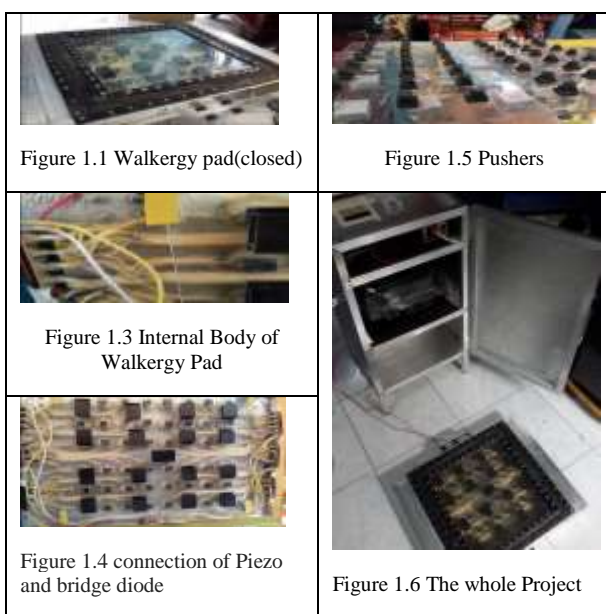 Figure 1.1 Walkergy pad(closed)
Figure 1.5 Pushers
Figure 1.3 Internal Body of
Walkergy Pad
Figure 1.4 connection of Piezo
and bridge diode
Figure 1.6 The whole Project